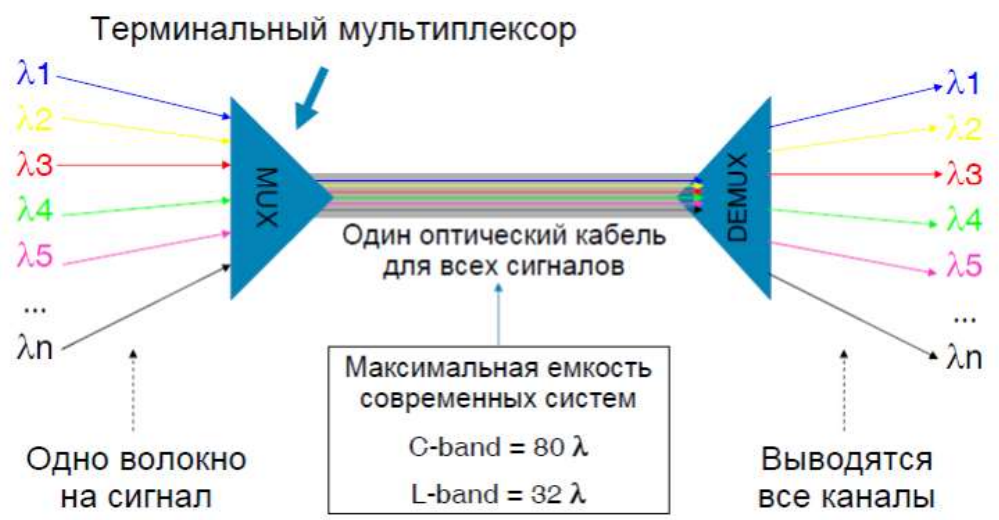 Терминальный мультиплексор
λ1
λ2
λ3
λ4
λ5
...
λn
MUX
Один оптический кабель
для всех сигналов
DEMUX
λ1
λ2
λ3
λ4
λ5
...
λn
Максимальная емкость
современных систем
C-band = 80 λ
L-band = 32 λ
Одно волокно
на сигнал
Выводятся
все каналы